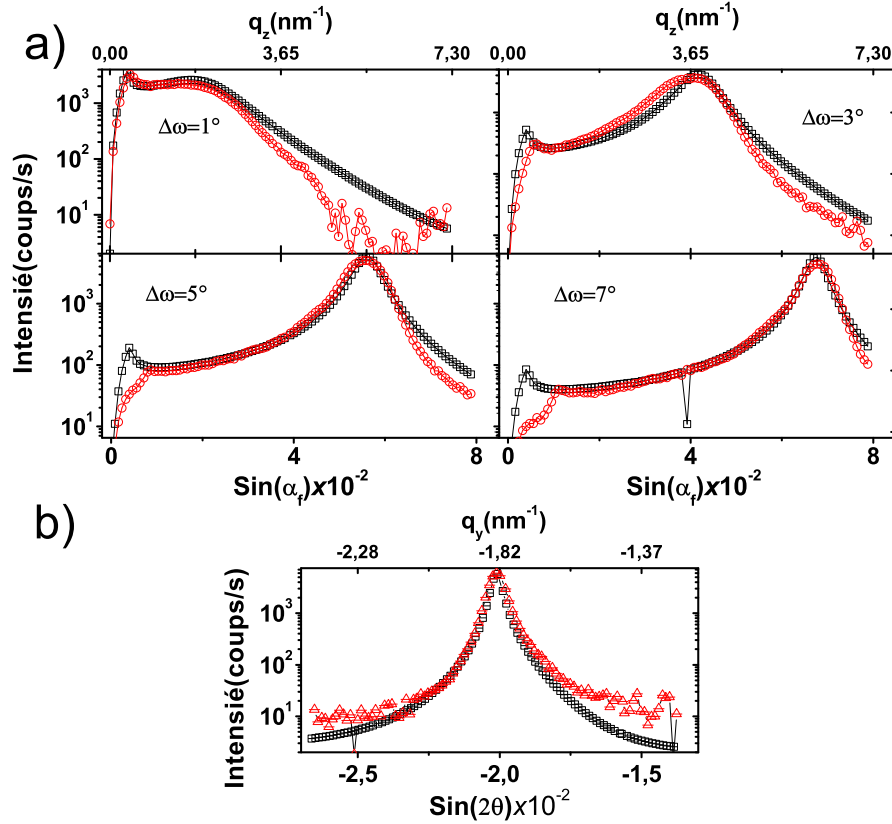 a)
q_z(nm⁻¹) q_z(nm⁻¹)
0,00 3,65 7,30 0,00 3,65 7,30
10³
10²
10¹
Δω=1° Δω=3°
Intensié(coups/s)
10³
10²
10¹
Δω=5° Δω=7°
0 4 8 0 4 8
Sin(α_f)x10⁻² Sin(α_f)x10⁻²
b)
q_y(nm⁻¹)
-2,28 -1,82 -1,37
Intensié(coups/s)
10³
10²
10¹
-2,5 -2,0 -1,5
Sin(2θ)x10⁻²